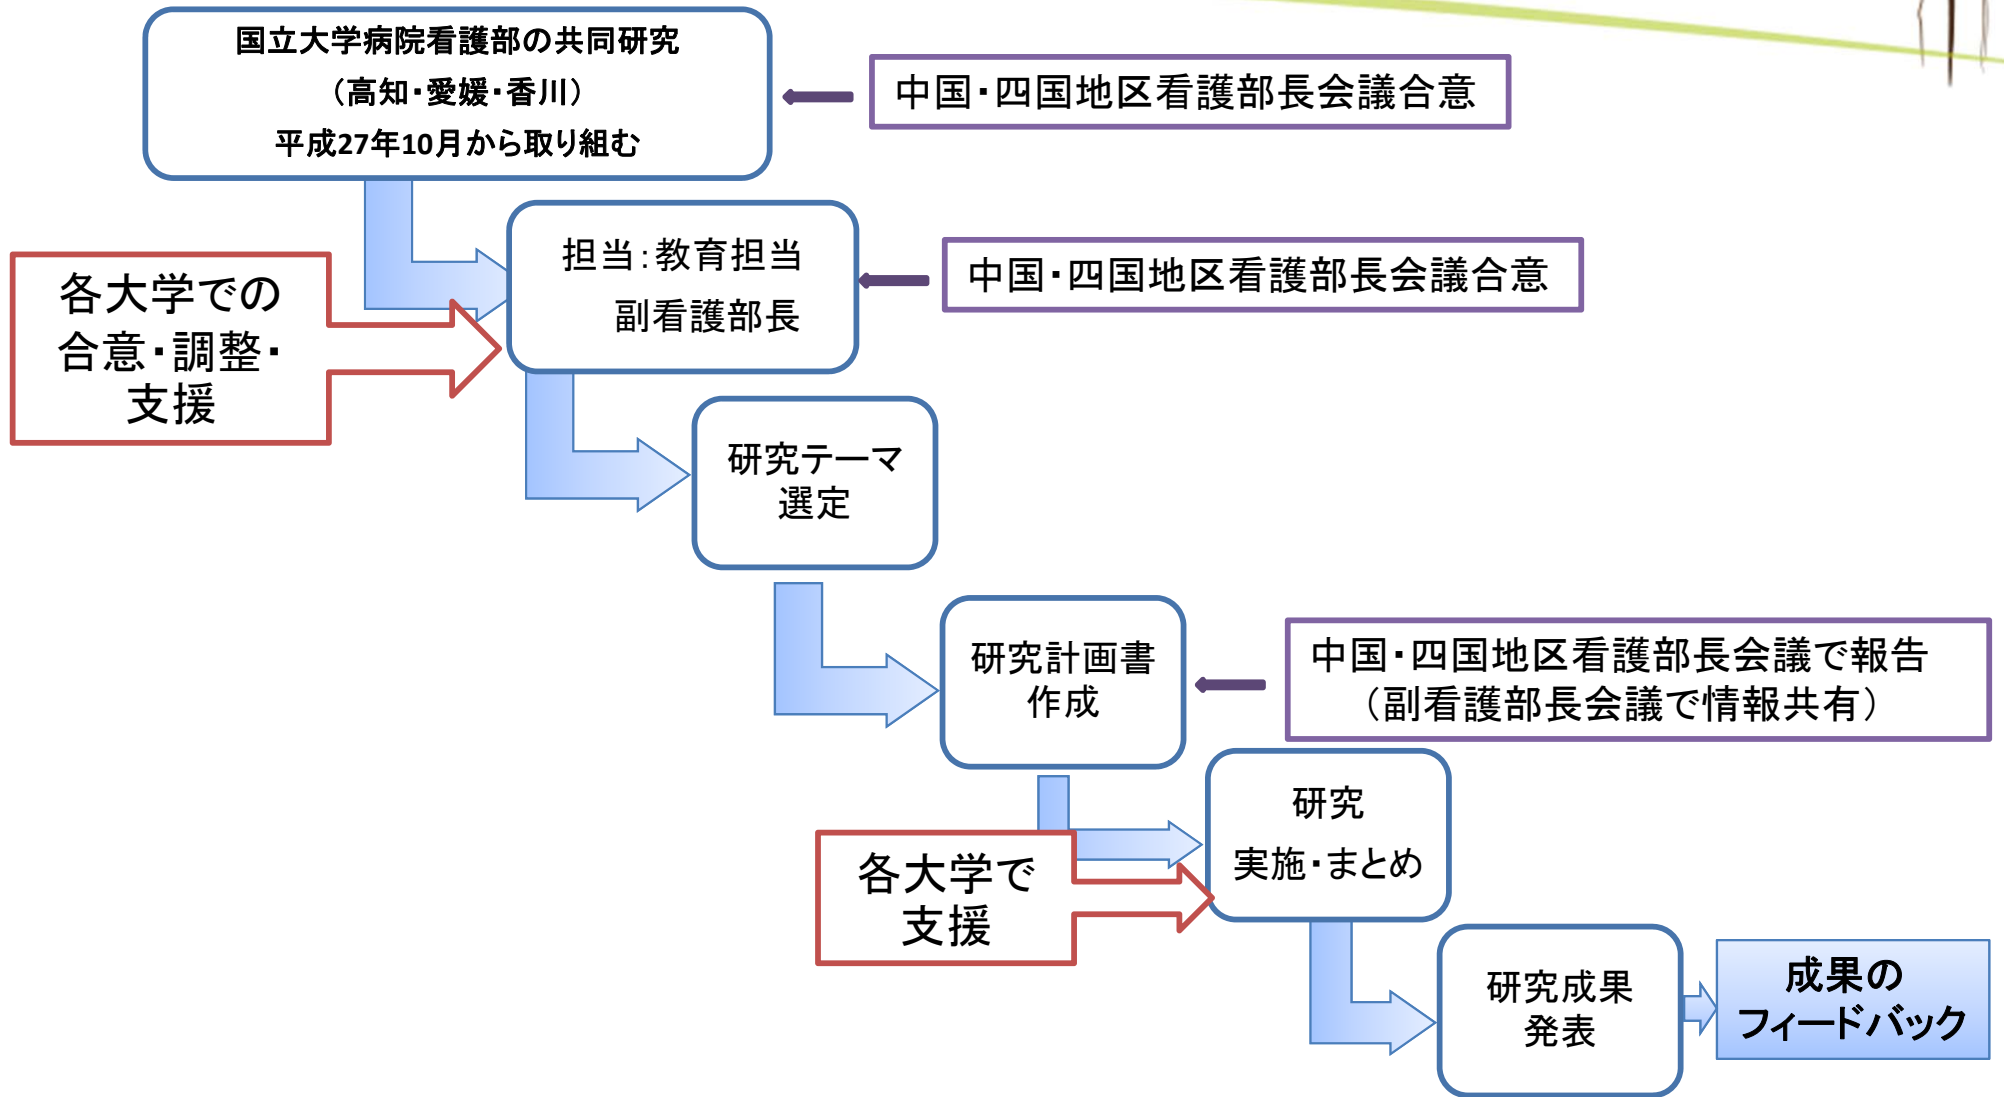 国立大学病院看護部の共同研究
（高知・愛媛・香川）
平成27年10月から取り組む
中国・四国地区看護部長会議合意
担当：教育担当
副看護部長
中国・四国地区看護部長会議合意
各大学での
合意・調整・
支援
研究テーマ
選定
研究計画書
作成
中国・四国地区看護部長会議で報告
（副看護部長会議で情報共有）
研究
実施・まとめ
各大学で
支援
研究成果
発表
成果の
フィードバック